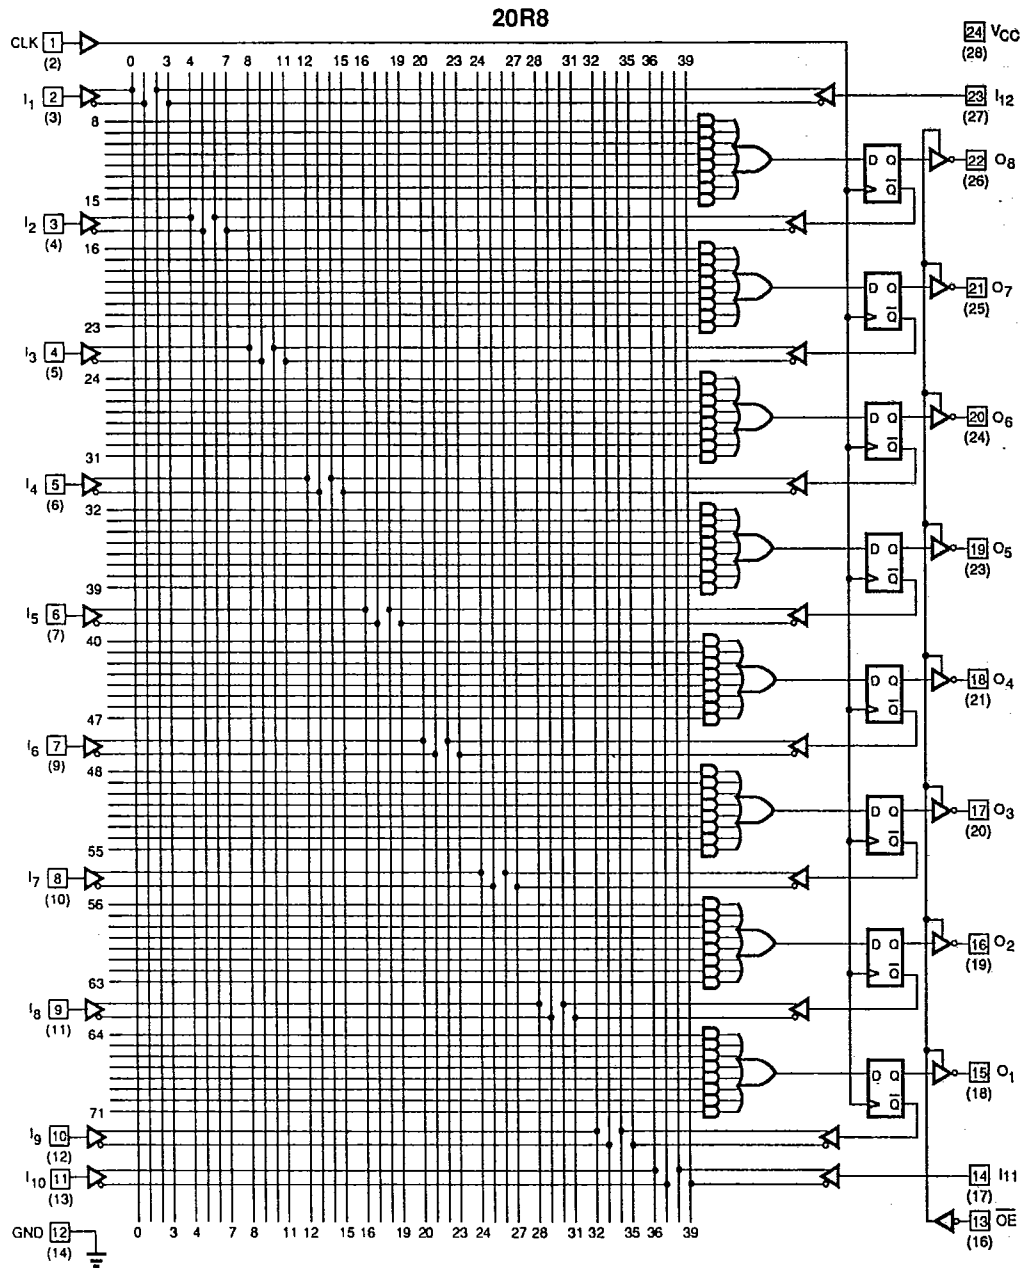 20R8
CLK 1 (2)
24 VCC (28)
0 3 4 7 8 11 12 15 16 19 20 23 24 27 28 31 32 35 36 39
I1 2 (3)
23 I12 (27)
8
D Q Q
22 O8 (26)
15
I2 3 (4)
16
D Q Q
21 O7 (25)
23
I3 4 (5)
24
D Q Q
20 O6 (24)
31
I4 5 (6)
32
D Q Q
19 O5 (23)
39
I5 6 (7)
40
D Q Q
18 O4 (21)
47
I6 7 (9)
48
D Q Q
17 O3 (20)
55
I7 8 (10)
56
D Q Q
16 O2 (19)
63
I8 9 (11)
64
D Q Q
15 O1 (18)
71
I9 10 (12)
I10 11 (13)
14 I11 (17)
0 3 4 7 8 11 12 15 16 19 20 23 24 27 28 31 32 35 36 39
GND 12 (14)
13 OE (16)